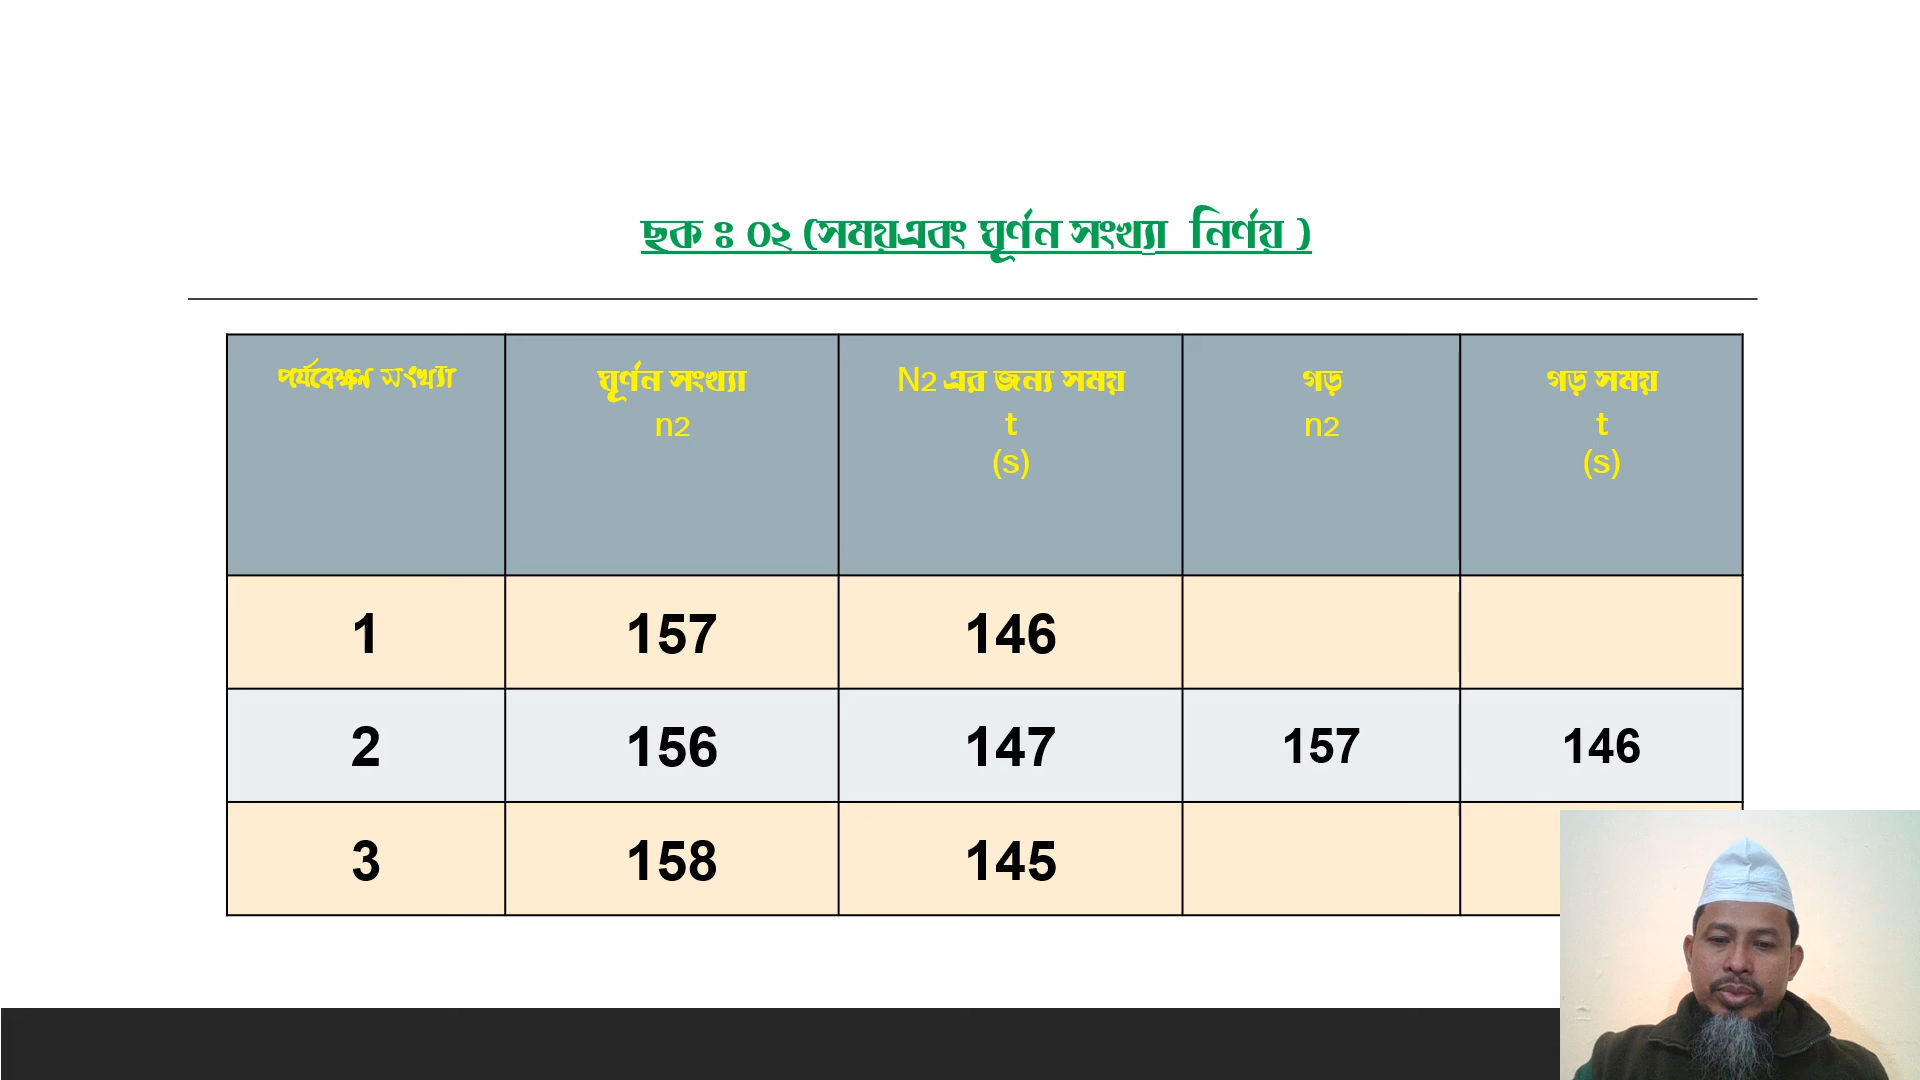 ছক ঃ ০২ (সময়এবং ঘূর্ণন সংখ্যা নির্ণয় )
পর্যবেক্ষন সংখ্যা
ঘূর্ণন সংখ্যা
n2
N2 এর জন্য সময়
t
(s)
গড়
n2
গড় সময়
t
(s)
1 157 146
2 156 147 157 146
3 158 145